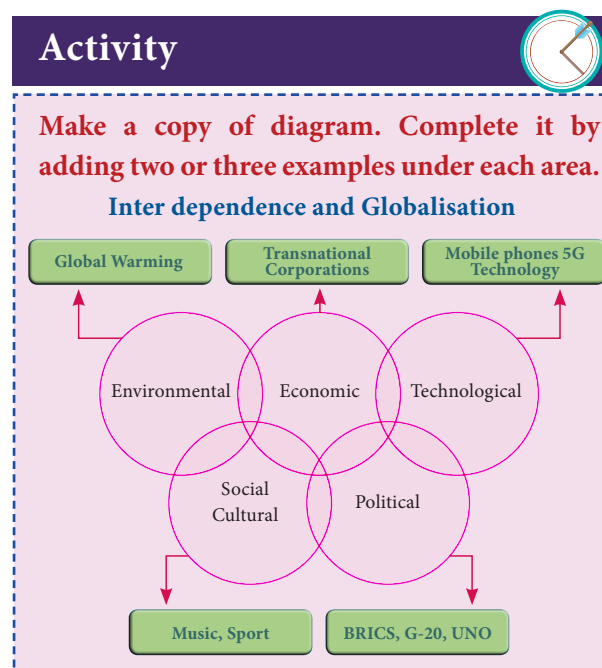 Activity
Make a copy of diagram. Complete it by
adding two or three examples under each area.
Inter dependence and Globalisation
Global Warming
Transnational
Corporations
Mobile phones 5G
Technology
Environmental
Economic
Technological
Social
Cultural
Political
Music, Sport
BRICS, G-20, UNO